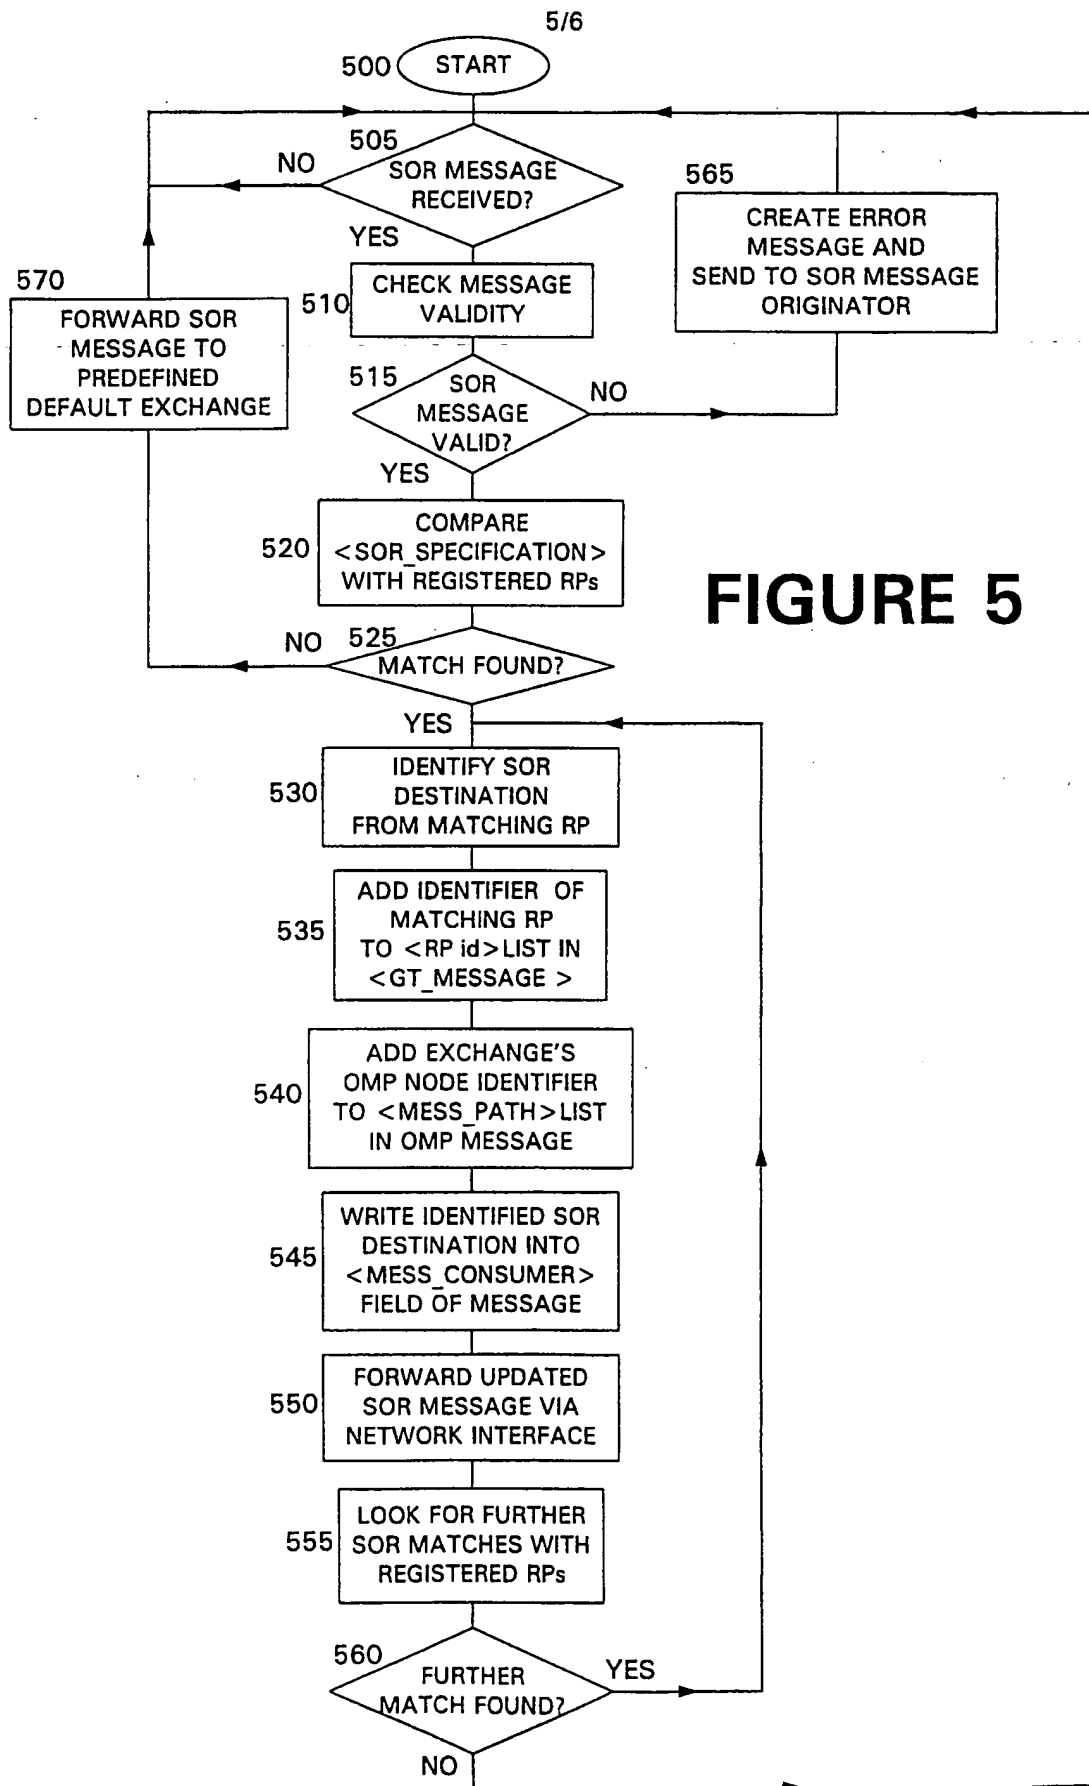 5/6
500
START
505
NO
SOR MESSAGE
RECEIVED?
YES
565
CREATE ERROR
MESSAGE AND
SEND TO SOR MESSAGE
ORIGINATOR
570
FORWARD SOR
MESSAGE TO
PREDEFINED
DEFAULT EXCHANGE
510
CHECK MESSAGE
VALIDITY
515
SOR
MESSAGE
VALID?
NO
YES
520
COMPARE
<SOR_SPECIFICATION>
WITH REGISTERED RPs
FIGURE 5
NO
525
MATCH FOUND?
YES
530
IDENTIFY SOR
DESTINATION
FROM MATCHING RP
535
ADD IDENTIFIER OF
MATCHING RP
TO <RP id> LIST IN
<GT_MESSAGE >
540
ADD EXCHANGE'S
OMP NODE IDENTIFIER
TO <MESS_PATH> LIST
IN OMP MESSAGE
545
WRITE IDENTIFIED SOR
DESTINATION INTO
<MESS_CONSUMER>
FIELD OF MESSAGE
550
FORWARD UPDATED
SOR MESSAGE VIA
NETWORK INTERFACE
555
LOOK FOR FURTHER
SOR MATCHES WITH
REGISTERED RPs
560
FURTHER
MATCH FOUND?
YES
NO